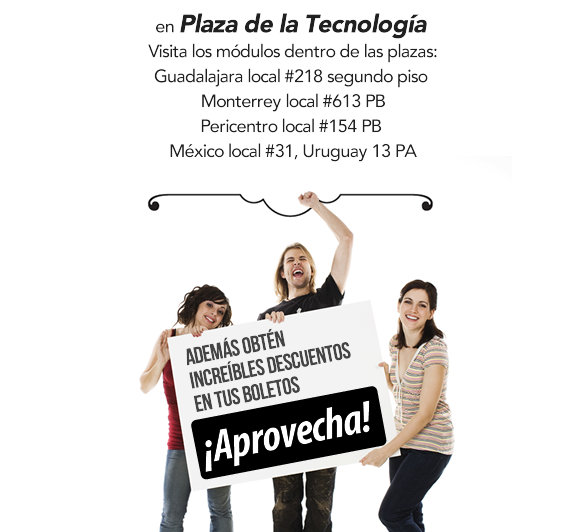 en Plaza de la Tecnología
Visita los módulos dentro de las plazas:
Guadalajara local #218 segundo piso
Monterrey local #613 PB
Pericentro local #154 PB
México local #31, Uruguay 13 PA
ADEMÁS OBTÉN
INCREÍBLES DESCUENTOS
EN TUS BOLETOS
¡Aprovecha!